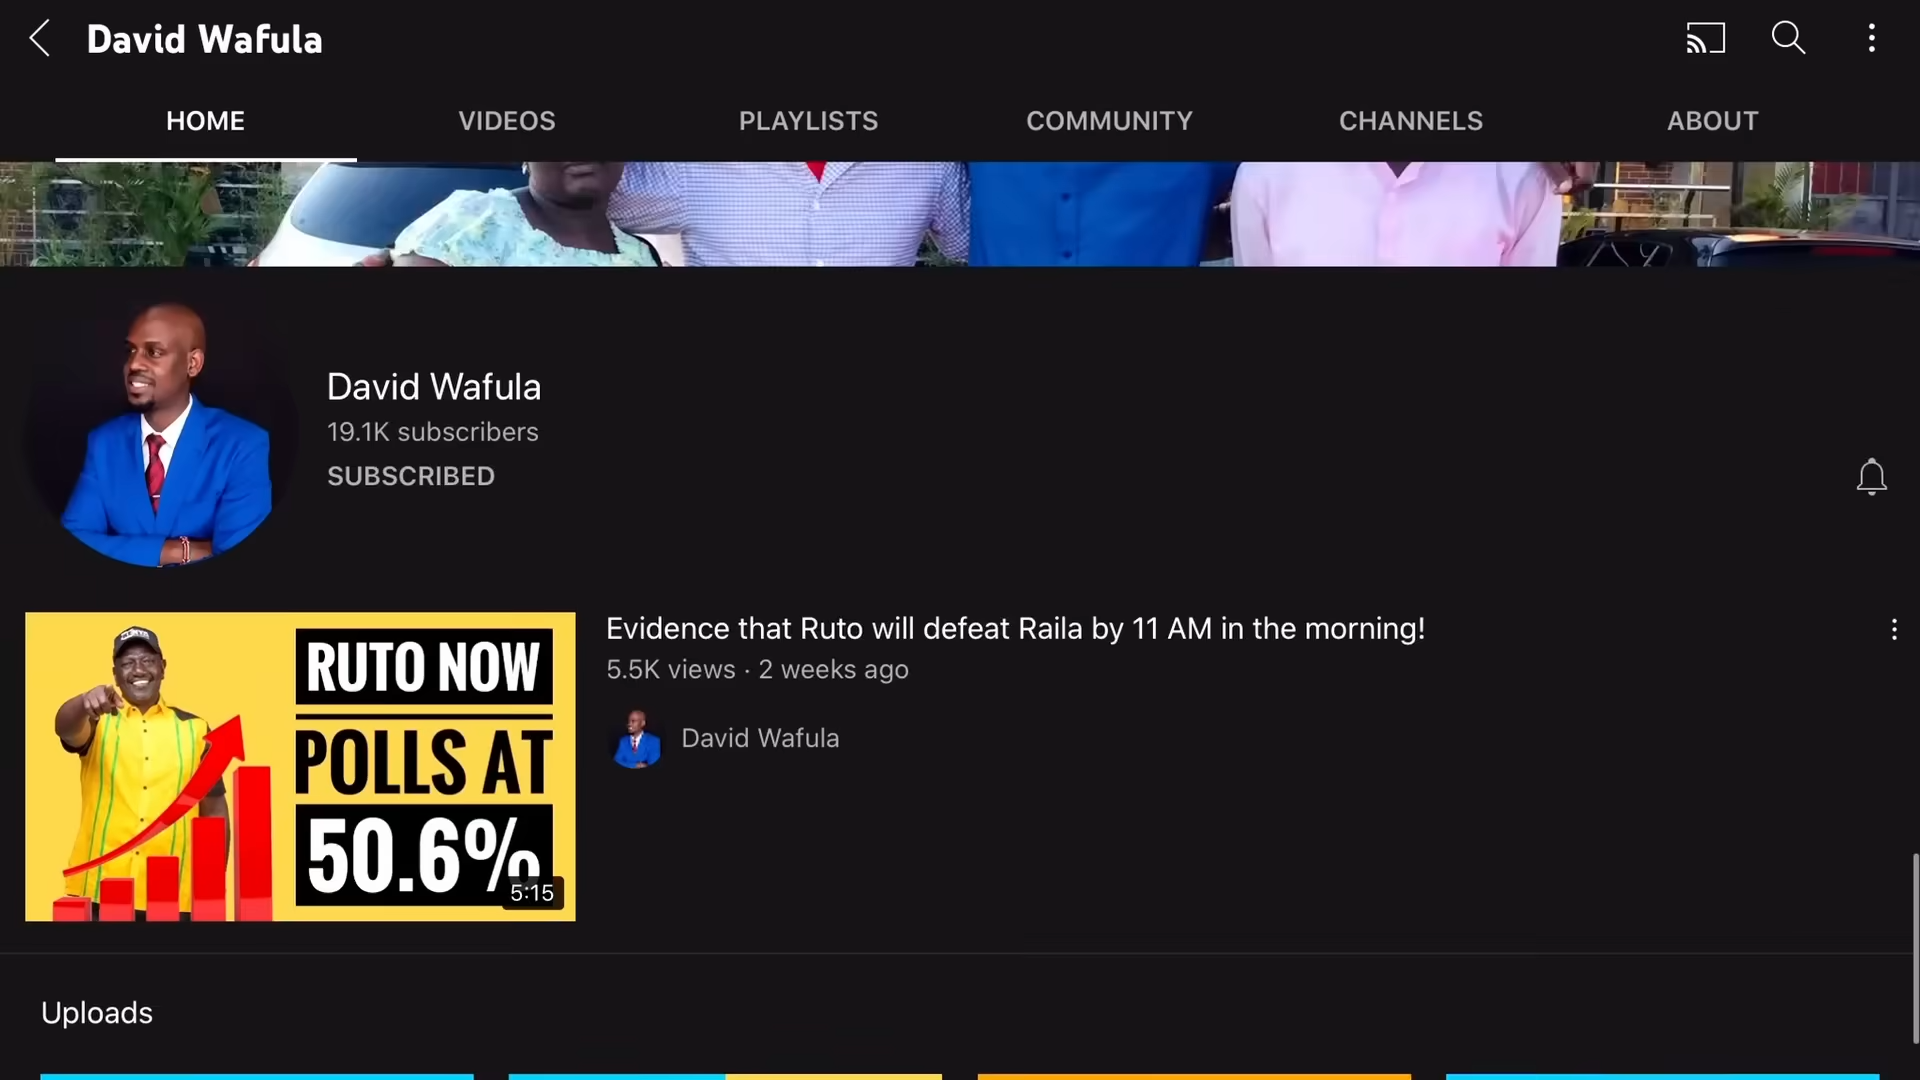 David Wafula
HOME
VIDEOS
PLAYLISTS
COMMUNITY
CHANNELS
ABOUT
David Wafula
19.1K subscribers
SUBSCRIBED
RUTO NOW
POLLS AT
50.6%
5:15
Evidence that Ruto will defeat Raila by 11 AM in the morning!
5.5K views · 2 weeks ago
David Wafula
Uploads